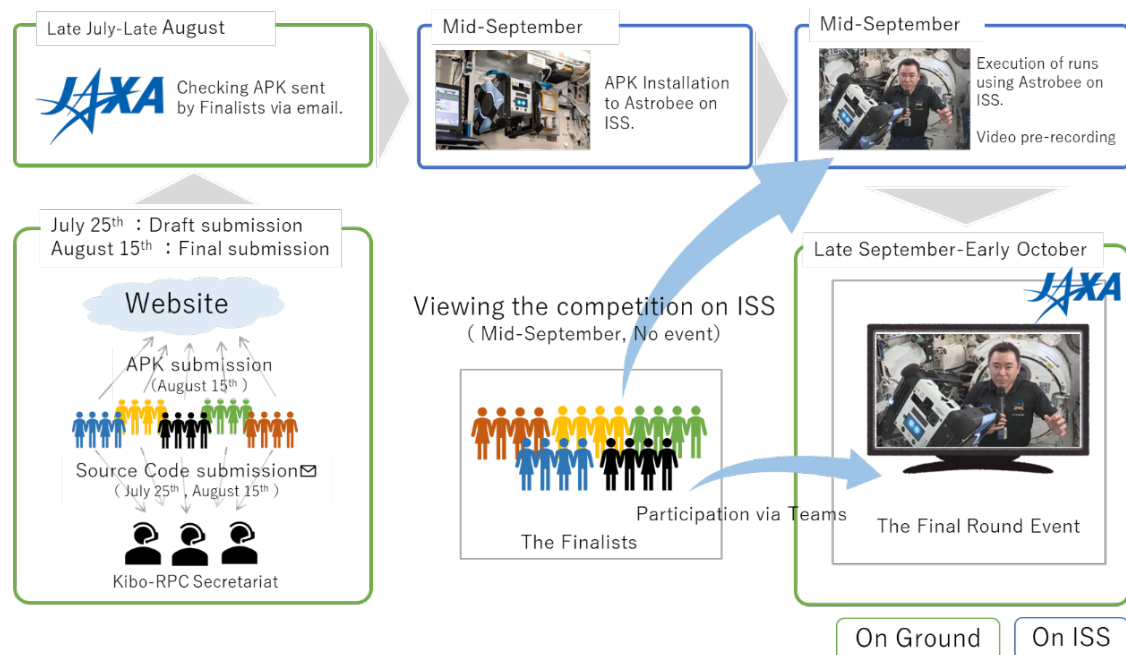 Late July-Late August
JAXA
Checking APK sent
by Finalists via email.
Mid-September
APK Installation
to Astrobee on
ISS.
Mid-September
Execution of runs
using Astrobee on
ISS.
Video pre-recording
July 25th：Draft submission
August 15th：Final submission
Website
APK submission
(August 15th)
Source Code submission✉
(July 25th, August 15th)
Kibo-RPC Secretariat
Viewing the competition on ISS
( Mid-September, No event)
The Finalists
Participation via Teams
Late September-Early October
JAXA
The Final Round Event
On Ground
On ISS